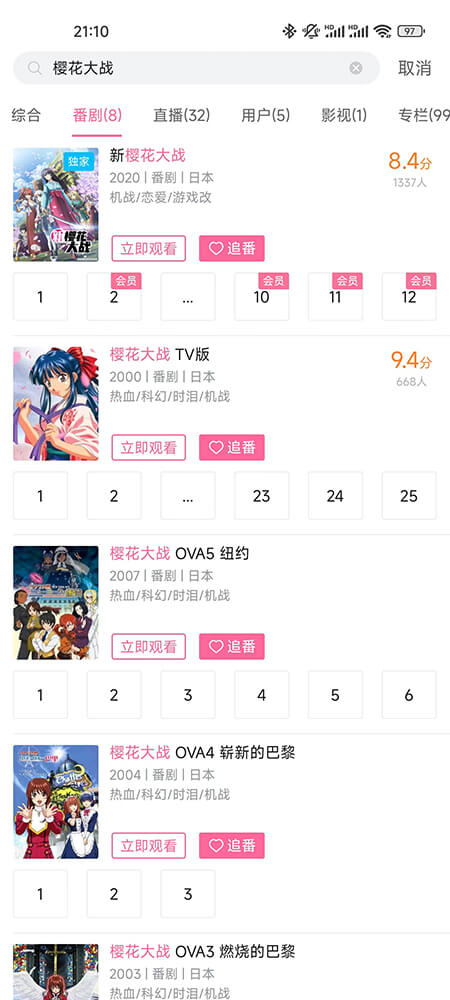 21:10
HD HD 97
樱花大战
取消
综合 番剧(8) 直播(32) 用户(5) 影视(1) 专栏(99
独家
新樱花大战
8.4分
2020 | 番剧 | 日本
1337人
机战/恋爱/游戏改
立即观看 追番
会员 会员 会员 会员
1 2 ... 10 11 12
樱花大战 TV版
9.4分
2000 | 番剧 | 日本
668人
热血/科幻/时泪/机战
立即观看 追番
1 2 ... 23 24 25
樱花大战 OVA5 纽约
2007 | 番剧 | 日本
热血/科幻/时泪/机战
立即观看 追番
1 2 3 4 5 6
樱花大战 OVA4 崭新的巴黎
2004 | 番剧 | 日本
热血/科幻/时泪/机战
立即观看 追番
1 2 3
樱花大战 OVA3 燃烧的巴黎
2003 | 番剧 | 日本
热血/科幻/时泪/机战